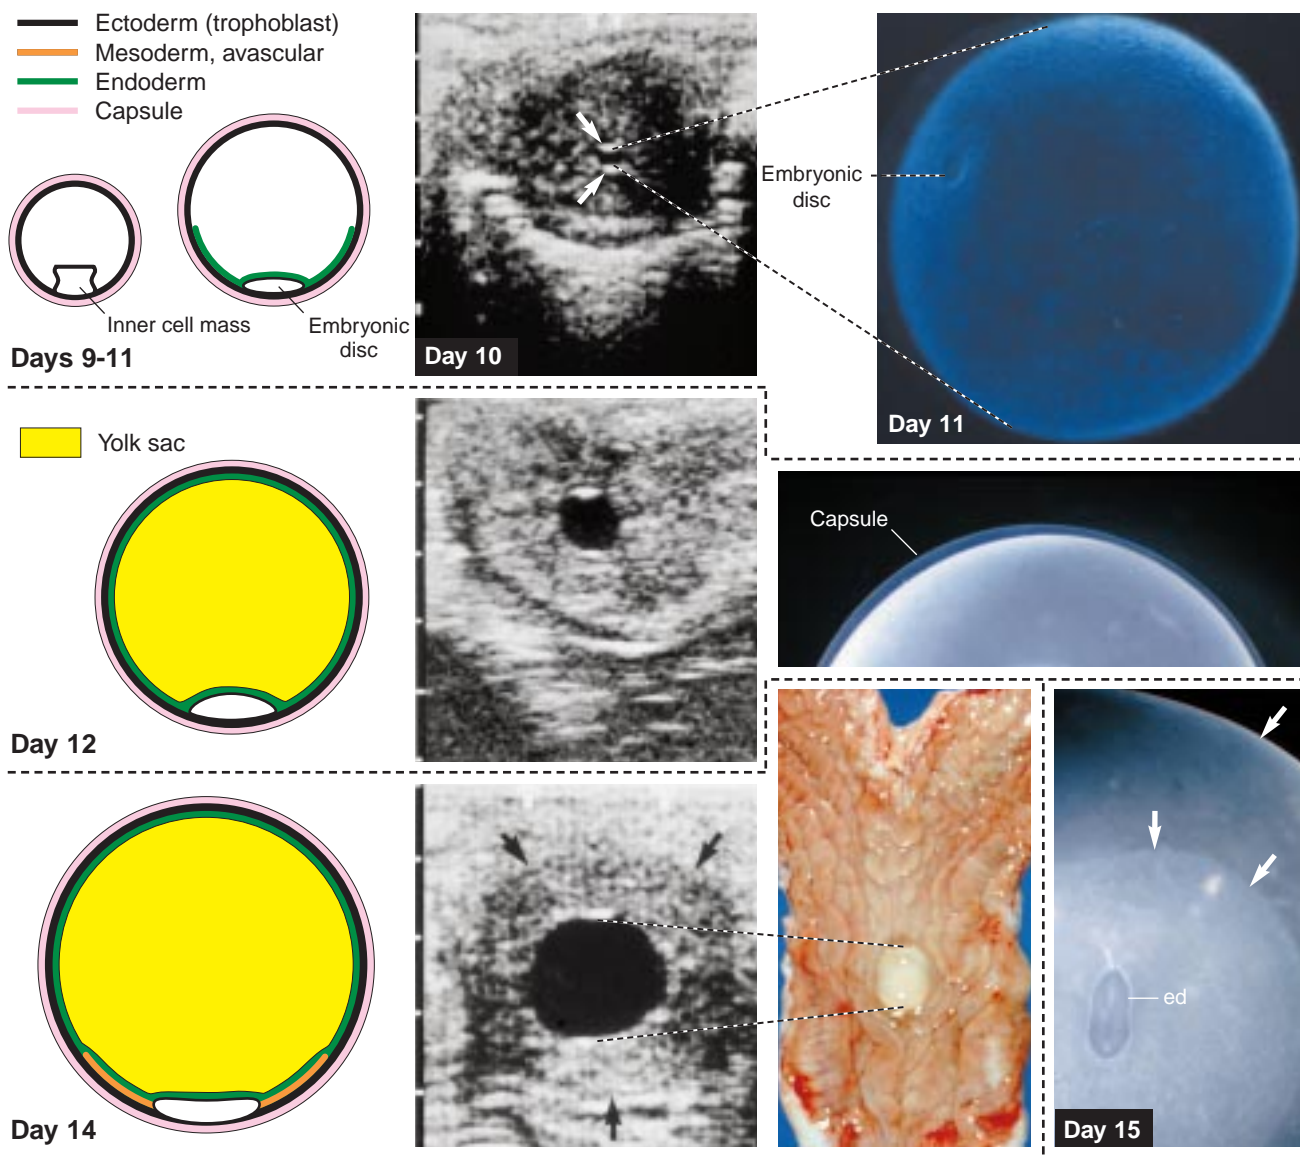 Ectoderm (trophoblast)
Mesoderm, avascular
Endoderm
Capsule
Inner cell mass
Embryonic
disc
Days 9-11
Day 10
Embryonic
disc
Day 11
Yolk sac
Day 12
Capsule
Day 14
ed
Day 15